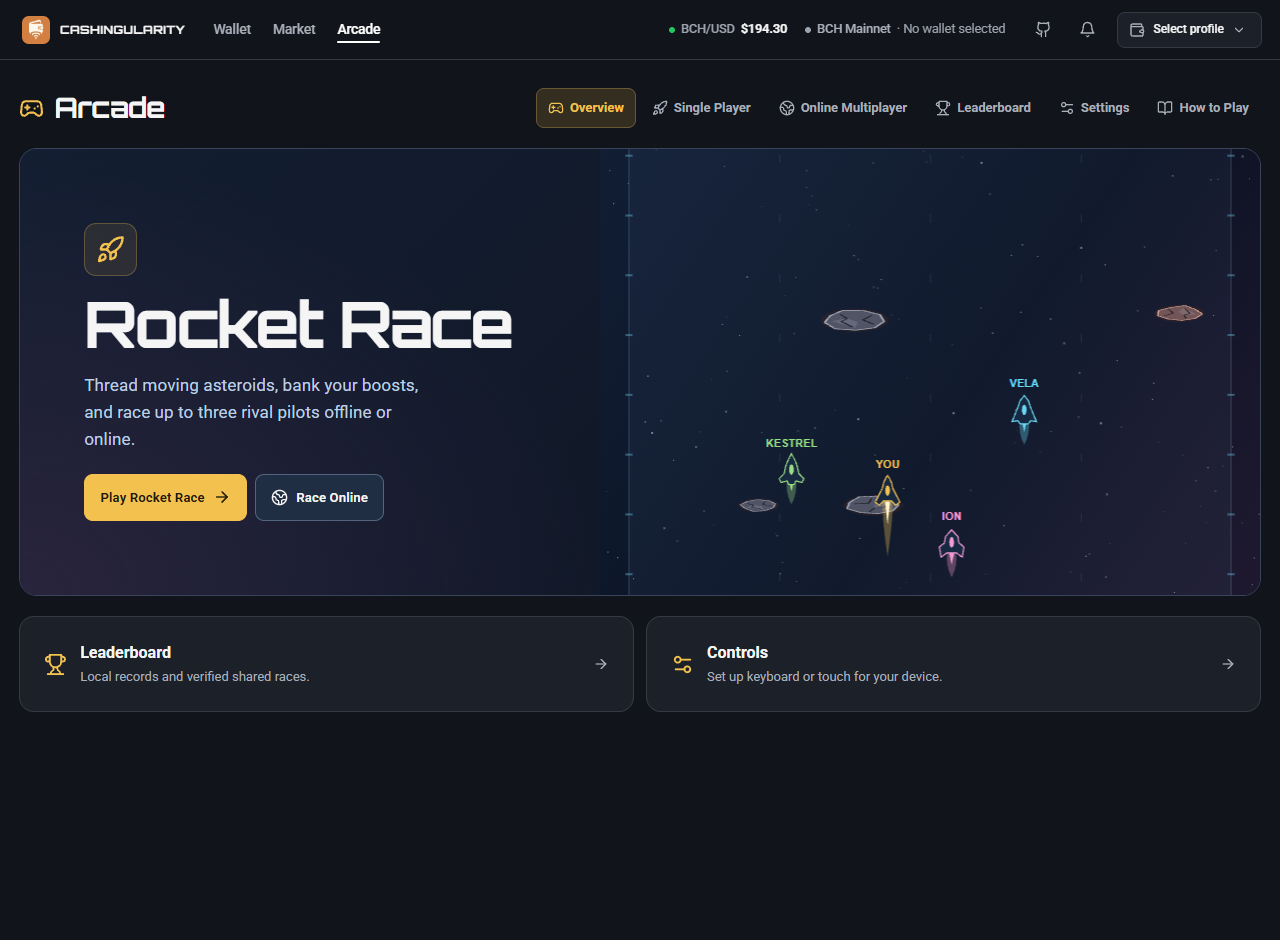 CASHINGULARITY Wallet Market Arcade BCH/USD $194.30 BCH Mainnet · No wallet selected Select profile
Arcade Overview Single Player Online Multiplayer Leaderboard Settings How to Play
Rocket Race
Thread moving asteroids, bank your boosts,
and race up to three rival pilots offline or
online.
Play Rocket Race Race Online
VELA
KESTREL
YOU
ION
Leaderboard
Local records and verified shared races.
Controls
Set up keyboard or touch for your device.